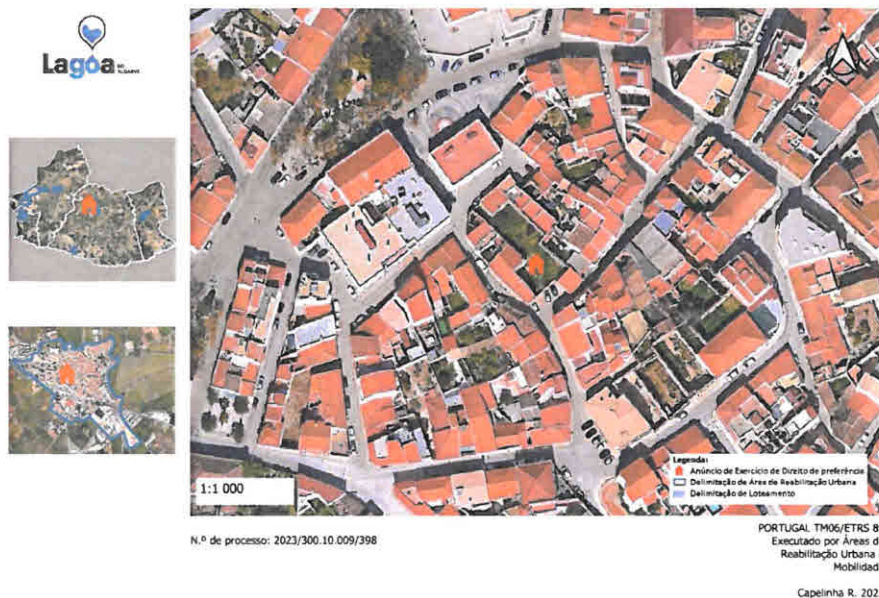 Lagoa DO ALGARVE
N
1:1 000
Legenda:
Anúncio de Exercício de Direito de preferência
Delimitação de Área de Reabilitação Urbana
Delimitação de Loteamento
N.º de processo: 2023/300.10.009/398
PORTUGAL TM06/ETRS 8
Executado por Áreas d
Reabilitação Urbana
Mobilidad
Capelinha R. 202